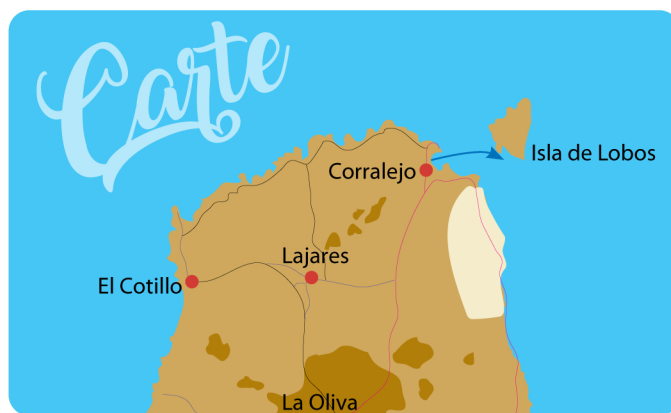 Carte
Isla de Lobos
Corralejo
Lajares
El Cotillo
La Oliva